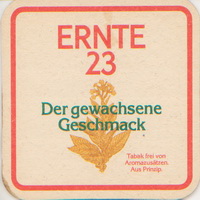 ERNTE
23
Der gewachsene
Geschmack
Tabak frei von
Aromazusätzen.
Aus Prinzip.